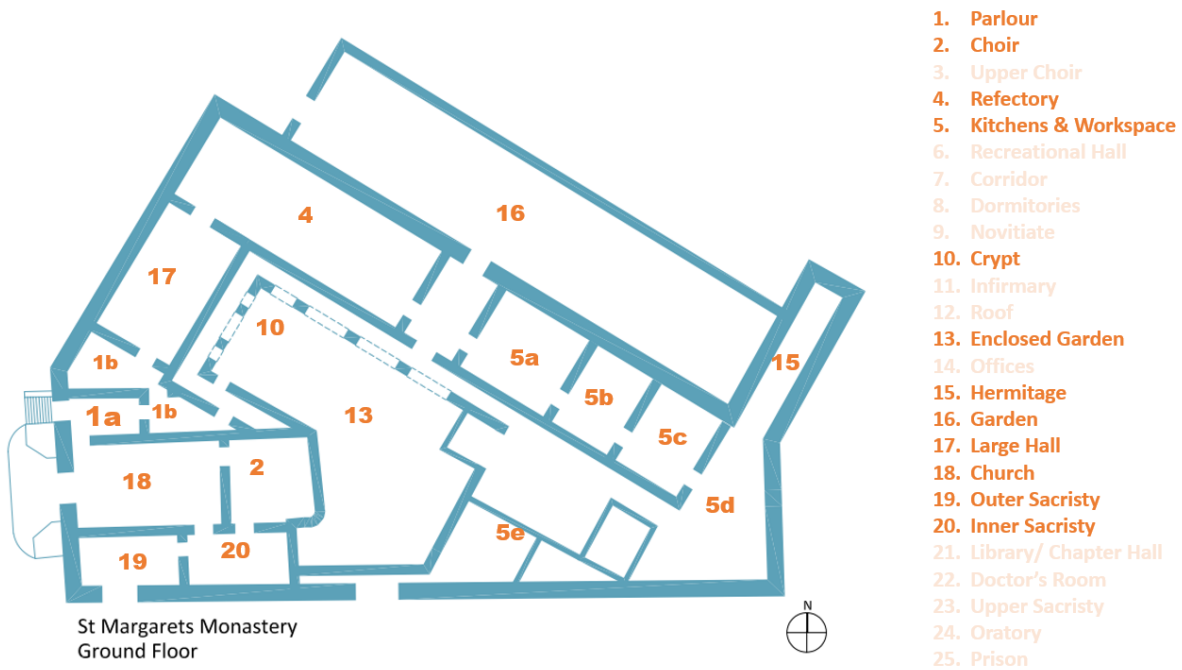 1. Parlour
2. Choir
3. Upper Choir
4. Refectory
5. Kitchens & Workspace
6. Recreational Hall
7. Corridor
8. Dormitories
9. Novitiate
10. Crypt
11. Infirmary
12. Roof
13. Enclosed Garden
14. Offices
15. Hermitage
16. Garden
17. Large Hall
18. Church
19. Outer Sacristy
20. Inner Sacristy
21. Library/ Chapter Hall
22. Doctor's Room
23. Upper Sacristy
24. Oratory
25. Prison
16
4
17
10
15
5a
1b
5b
1a
1b
13
5c
2
18
5d
5e
20
19
N
St Margarets Monastery
Ground Floor